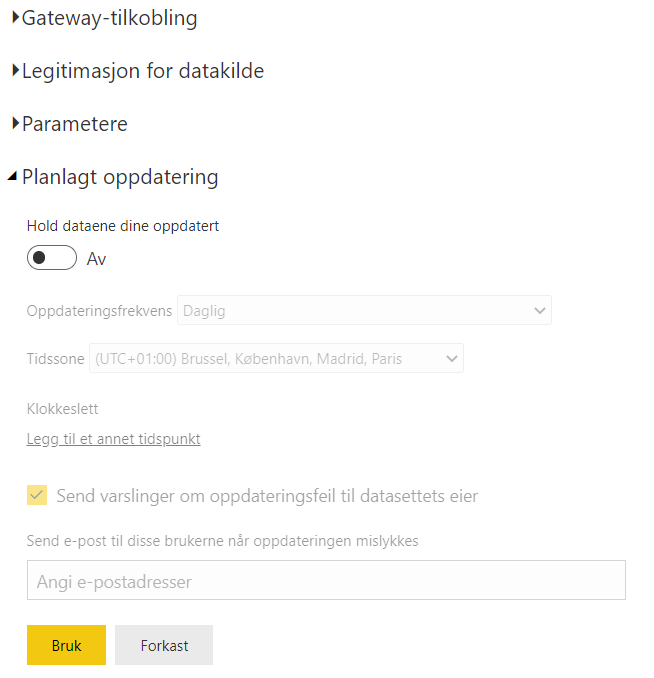 Gateway-tilkobling
Legitimasjon for datakilde
Parametere
Planlagt oppdatering
Hold dataene dine oppdatert
Av
Oppdateringsfrekvens Daglig
Tidssone (UTC+01:00) Brussel, København, Madrid, Paris
Klokkeslett
Legg til et annet tidspunkt
Send varslinger om oppdateringsfeil til datasettets eier
Send e-post til disse brukerne når oppdateringen mislykkes
Angi e-postadresser
Bruk Forkast